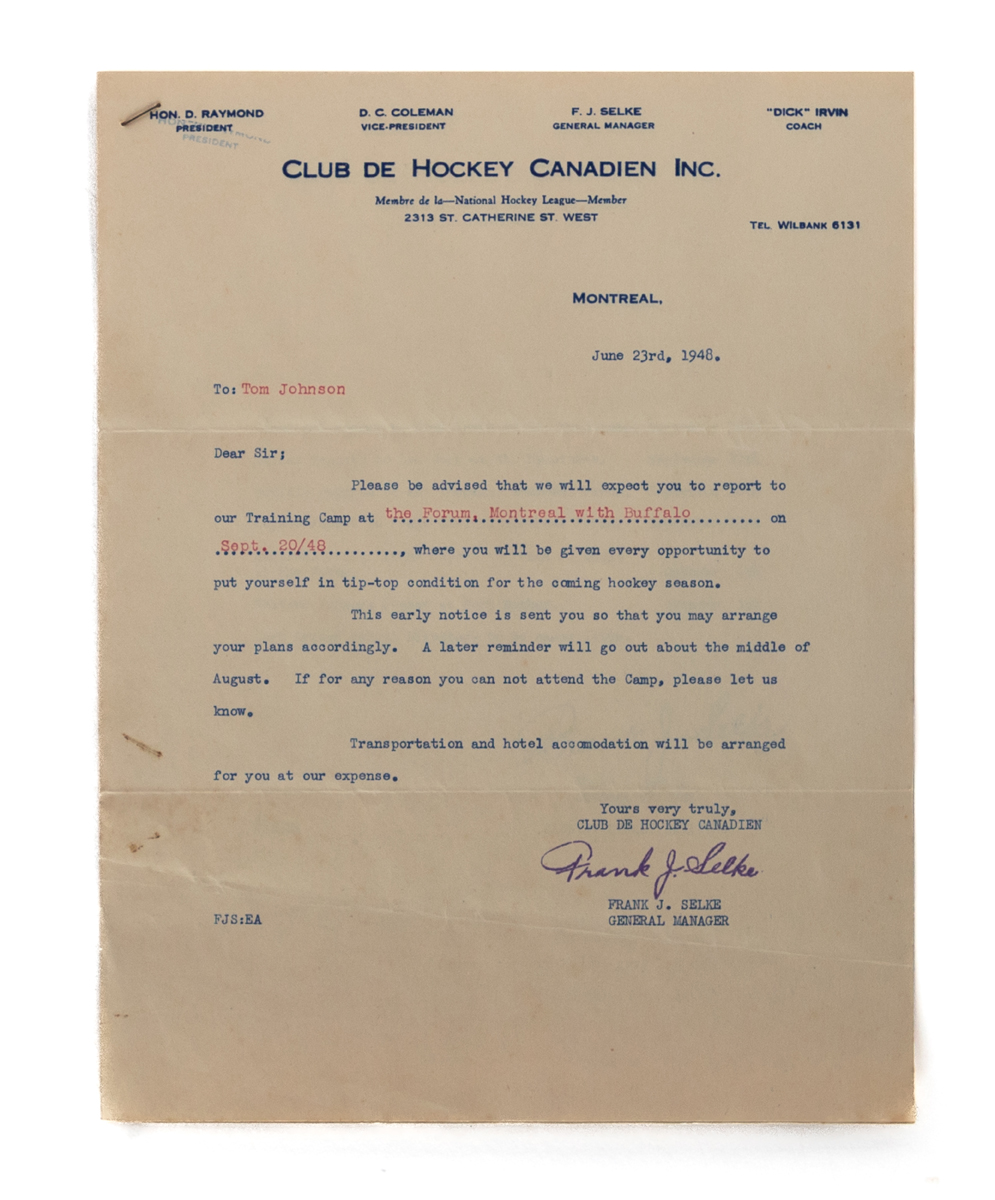 HON. D. RAYMOND
PRESIDENT
D. C. COLEMAN
VICE-PRESIDENT
F. J. SELKE
GENERAL MANAGER
"DICK" IRVIN
COACH
PRESIDENT
CLUB DE HOCKEY CANADIEN INC.
Membre de la—National Hockey League—Member
2313 ST. CATHERINE ST. WEST
TEL. WILBANK 6131
MONTREAL,
June 23rd, 1948.
To: Tom Johnson
Dear Sir;
Please be advised that we will expect you to report to
our Training Camp at the Forum, Montreal with Buffalo on
Sept. 20/48, where you will be given every opportunity to
put yourself in tip-top condition for the coming hockey season.
This early notice is sent you so that you may arrange
your plans accordingly. A later reminder will go out about the middle of
August. If for any reason you can not attend the Camp, please let us
know.
Transportation and hotel accomodation will be arranged
for you at our expense.
Yours very truly,
CLUB DE HOCKEY CANADIEN
Frank J. Selke
FRANK J. SELKE
GENERAL MANAGER
FJS:EA